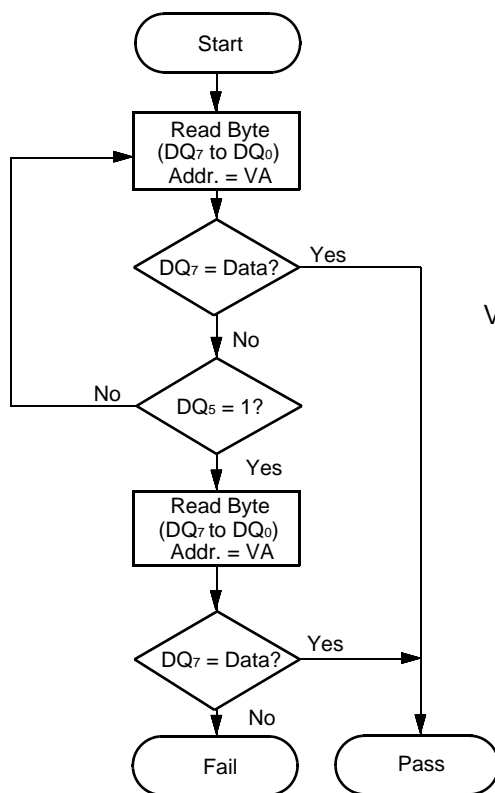 Start
Read Byte
(DQ7 to DQ0)
Addr. = VA
DQ7 = Data?
Yes
No
No
DQ5 = 1?
Yes
Read Byte
(DQ7 to DQ0)
Addr. = VA
DQ7 = Data?
Yes
No
Fail
Pass
V